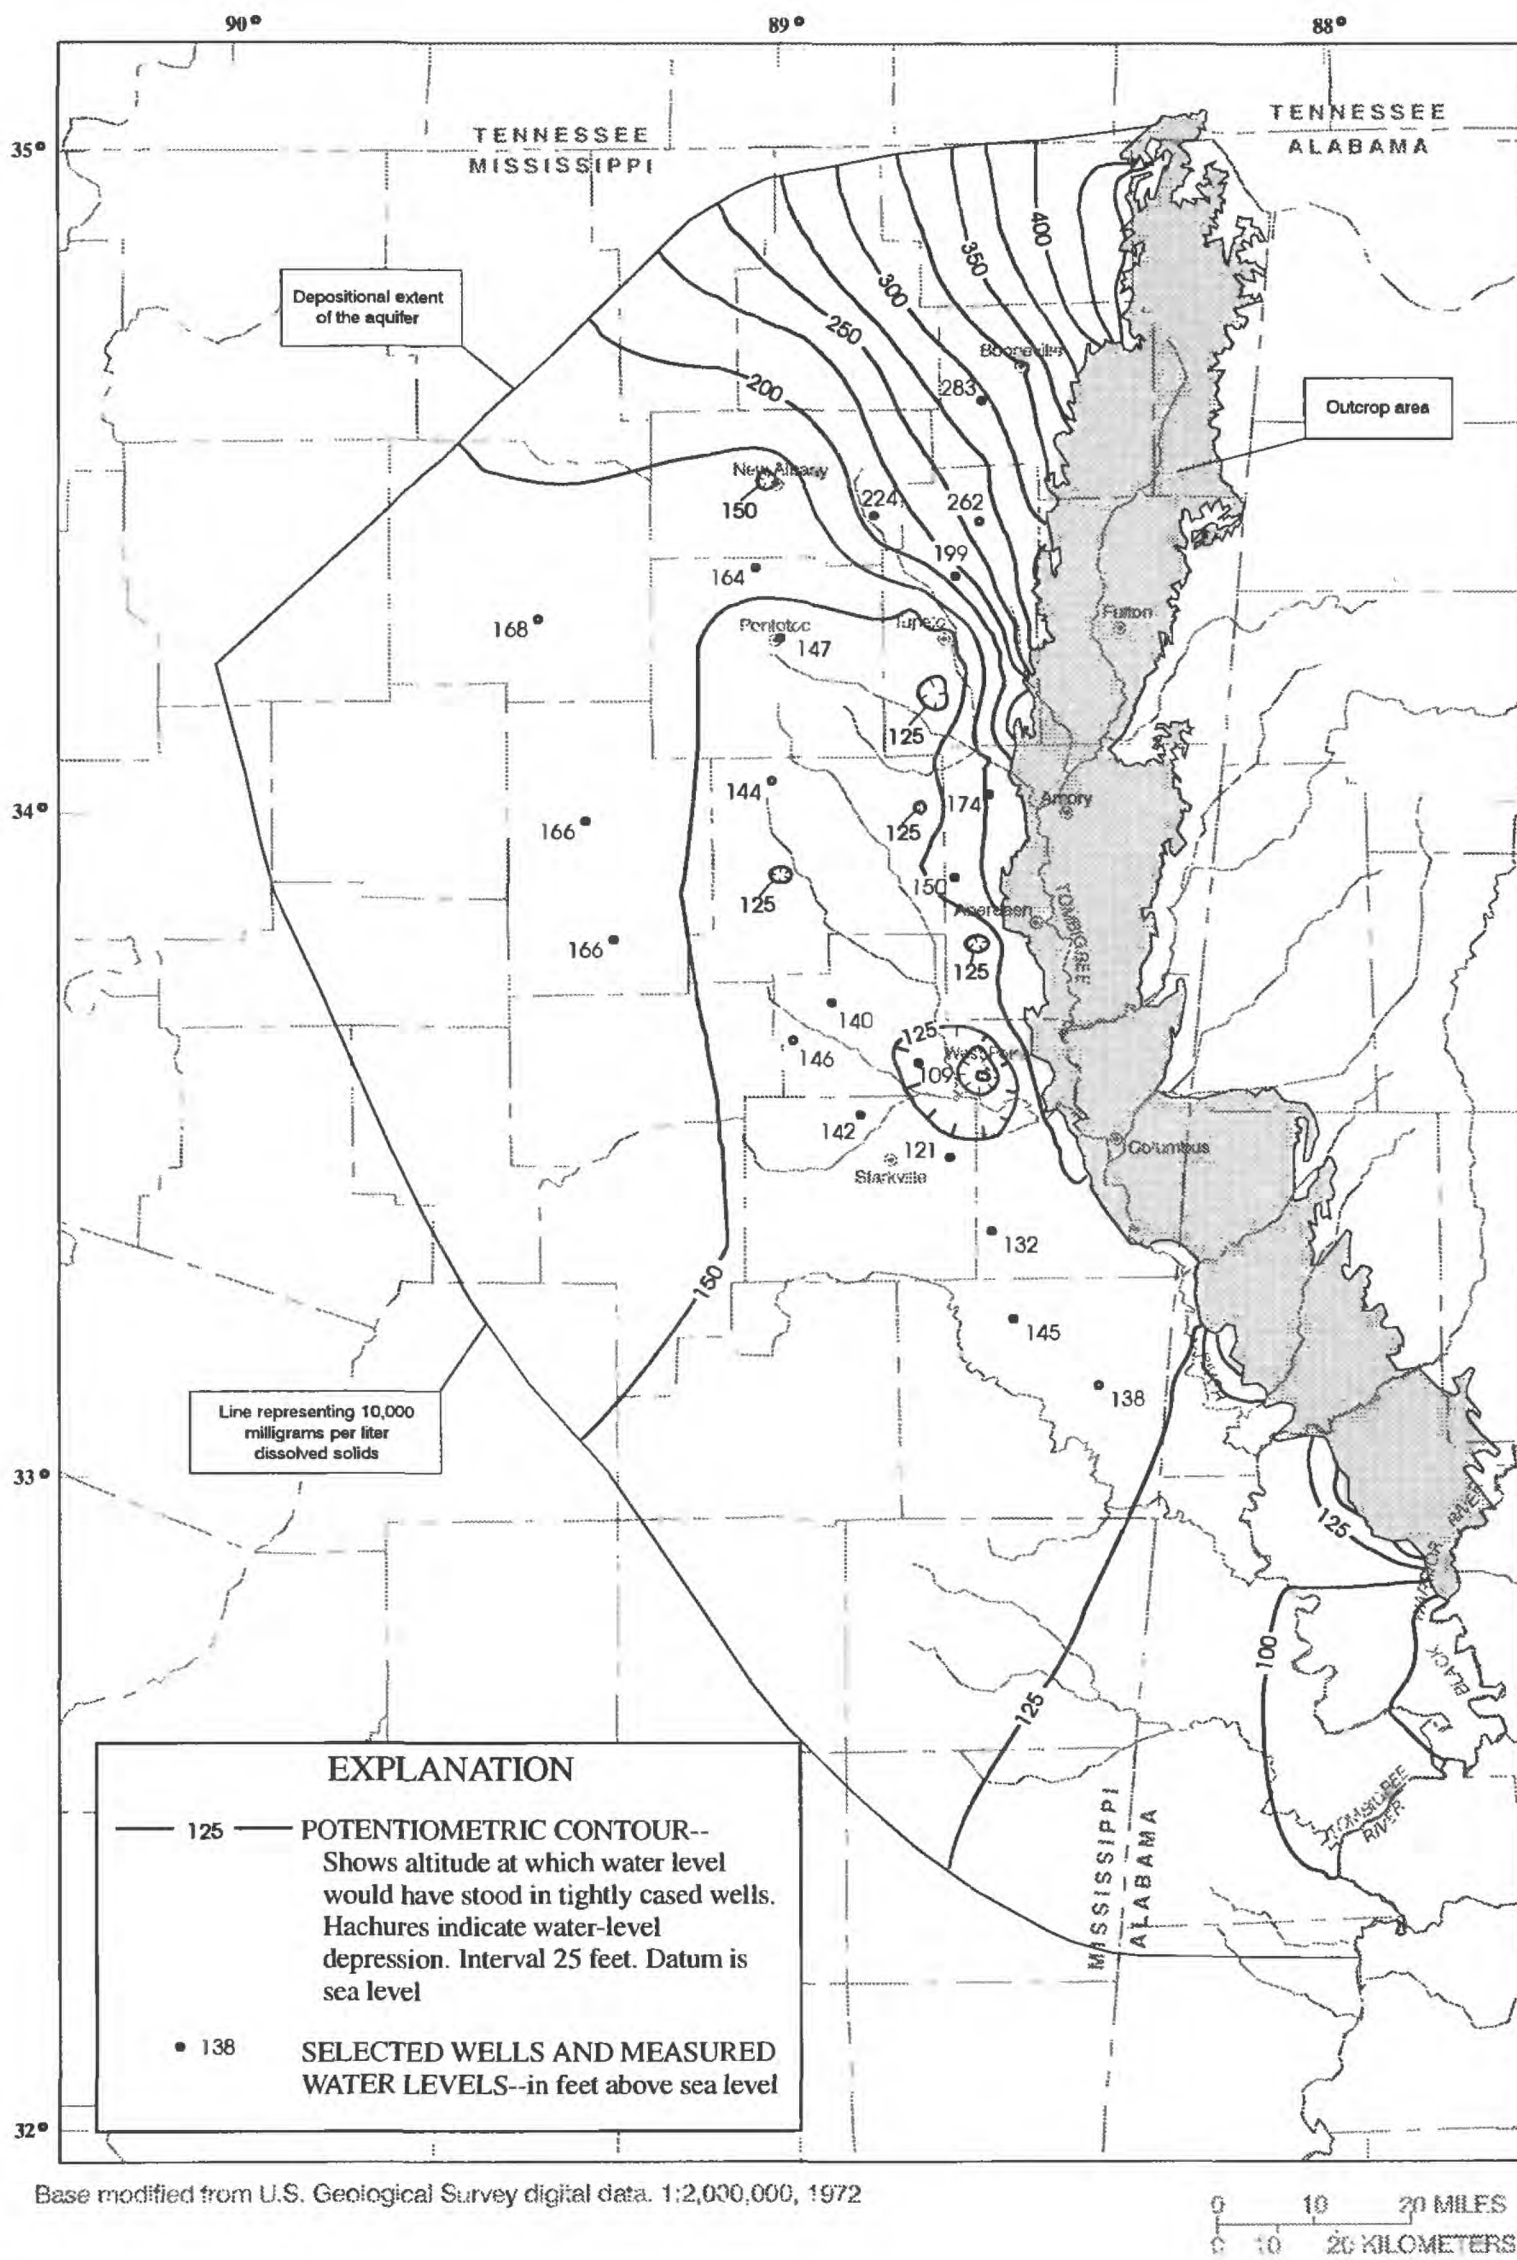 90°
89°
88°
35°
TENNESSEE
MISSISSIPPI
TENNESSEE
ALABAMA
400
350
300
250
200
Depositional extent
of the aquifer
Booneville
283
Outcrop area
New Albany
150
224
262
199
164
168
Pontotoc
147
Tupelo
Fulton
125
34°
144
174
Amory
125
166
150
125
Aberdeen
TOMBIGBEE
166
125
140
125
West Point
146
109
142
121
Columbus
Starkville
132
150
145
138
Line representing 10,000
milligrams per liter
dissolved solids
33°
125
RIVER
100
BLACK
125
TOMBIGBEE
RIVER
MISSISSIPPI
ALABAMA
EXPLANATION
125
POTENTIOMETRIC CONTOUR--
Shows altitude at which water level
would have stood in tightly cased wells.
Hachures indicate water-level
depression. Interval 25 feet. Datum is
sea level
138
SELECTED WELLS AND MEASURED
WATER LEVELS--in feet above sea level
32°
Base modified from U.S. Geological Survey digital data. 1:2,000,000, 1972
0 10 20 MILES
0 10 20 KILOMETERS